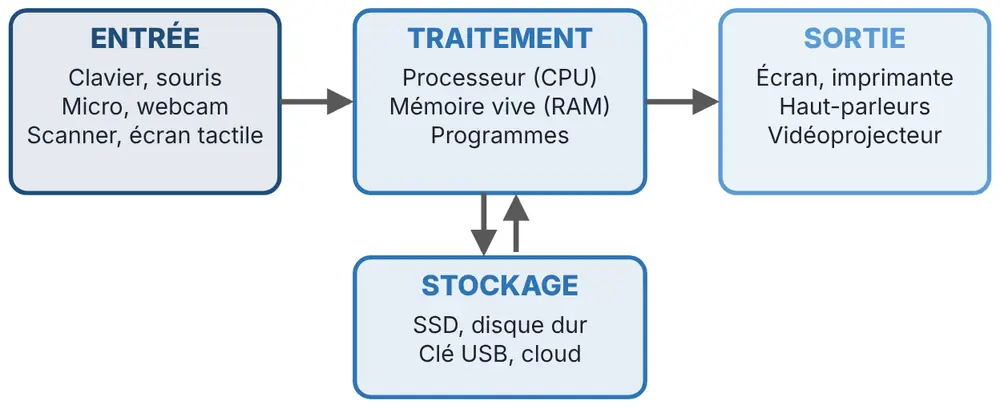 ENTRÉE
Clavier, souris
Micro, webcam
Scanner, écran tactile
TRAITEMENT
Processeur (CPU)
Mémoire vive (RAM)
Programmes
SORTIE
Écran, imprimante
Haut-parleurs
Vidéoprojecteur
STOCKAGE
SSD, disque dur
Clé USB, cloud